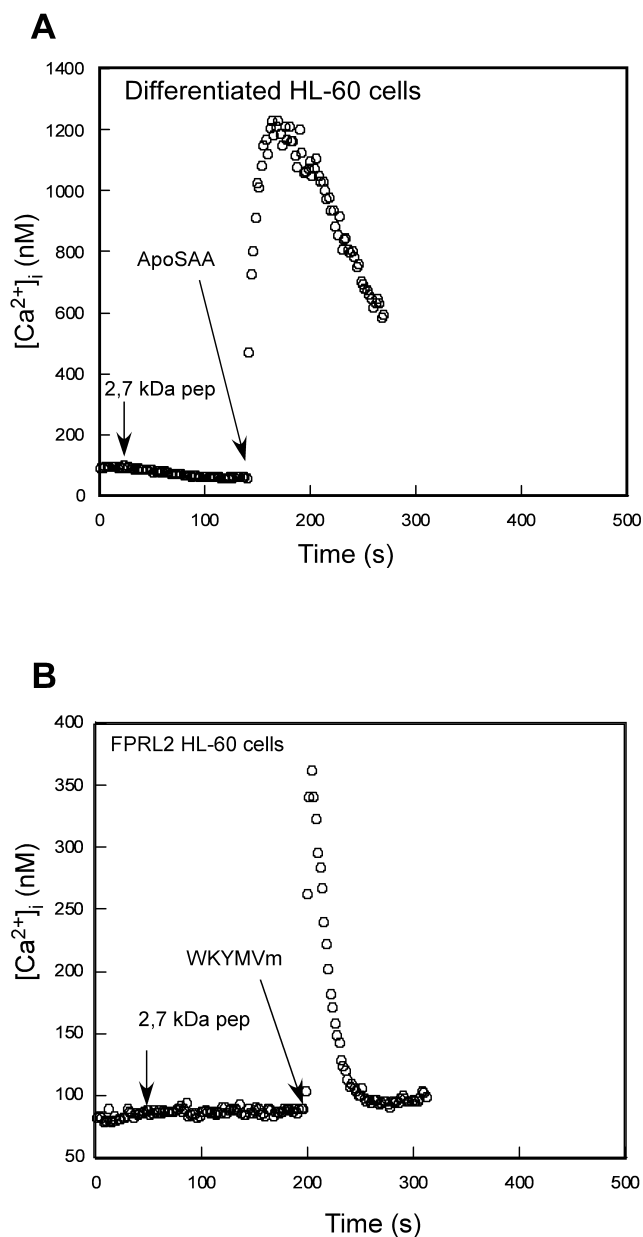 A
Differentiated HL-60 cells
1400
1200
1000
800
600
400
200
0
[Ca2+]i (nM)
ApoSAA
2,7 kDa pep
0 100 200 300 400 500
Time (s)
B
FPRL2 HL-60 cells
400
350
300
250
200
150
100
50
[Ca2+]i (nM)
WKYMVm
2,7 kDa pep
0 100 200 300 400 500
Time (s)